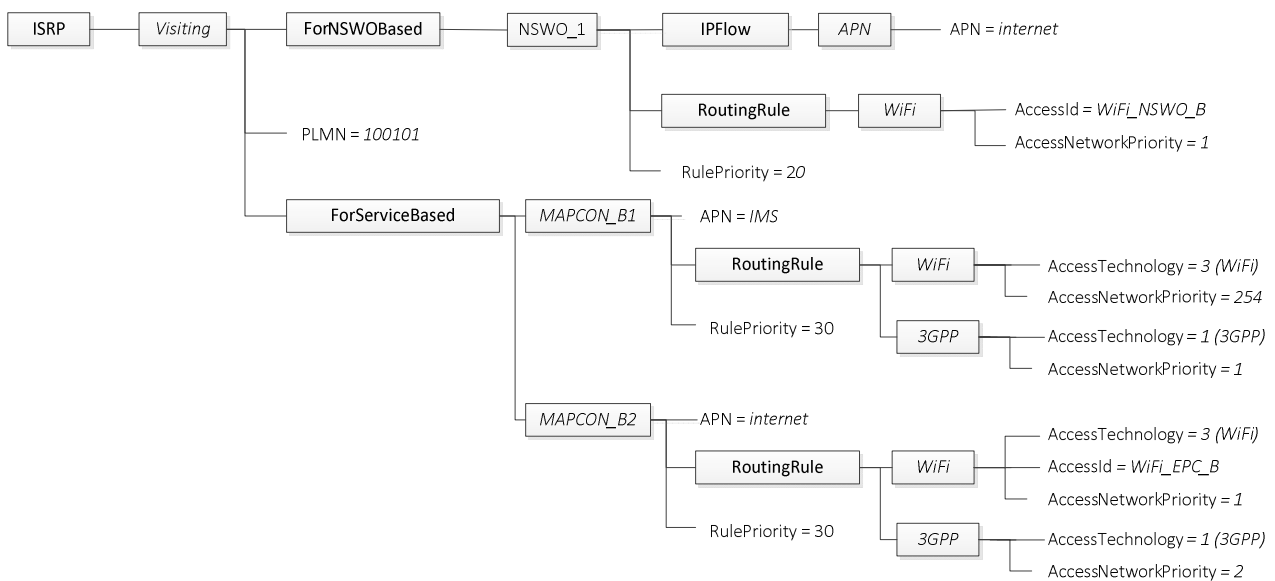 ISRP
Visiting
ForNSWOBased
NSWO_1
IPFlow
APN
APN = internet
RoutingRule
WiFi
AccessId = WiFi_NSWO_B
PLMN = 100101
AccessNetworkPriority = 1
RulePriority = 20
ForServiceBased
MAPCON_B1
APN = IMS
RoutingRule
WiFi
AccessTechnology = 3 (WiFi)
AccessNetworkPriority = 254
RulePriority = 30
3GPP
AccessTechnology = 1 (3GPP)
AccessNetworkPriority = 1
MAPCON_B2
APN = internet
AccessTechnology = 3 (WiFi)
RoutingRule
WiFi
AccessId = WiFi_EPC_B
AccessNetworkPriority = 1
RulePriority = 30
3GPP
AccessTechnology = 1 (3GPP)
AccessNetworkPriority = 2